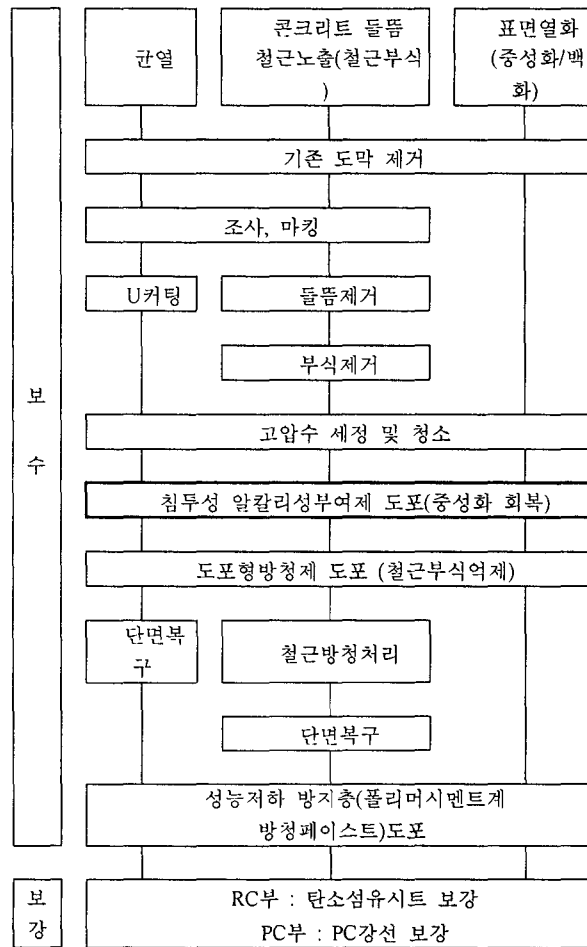 균열
콘크리트 들뜸
철근노출(철근부식
)
표면열화
(중성화/백
화)
기존 도막 제거
조사, 마킹
U커팅
들뜸제거
부식제거
보
수
고압수 세정 및 청소
침투성 알칼리성부여제 도포(중성화 회복)
도포형방청제 도포 (철근부식억제)
단면복
구
철근방청처리
단면복구
성능저하 방지층(폴리머시멘트계
방청페이스트)도포
보
강
RC부 : 탄소섬유시트 보강
PC부 : PC강선 보강